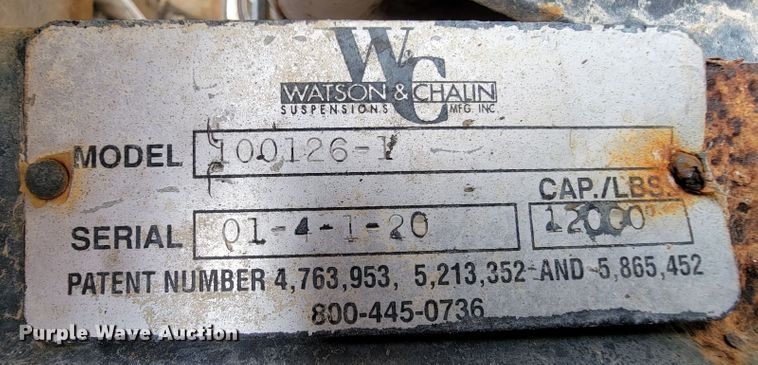 WC
WATSON & CHALIN
SUSPENSIONS MFG. INC
MODEL 100126-1
CAP./LBS.
SERIAL 01-4-1-20 12000
PATENT NUMBER 4,763,953, 5,213,352 AND 5,865,452
800-445-0736
Purple Wave Auction